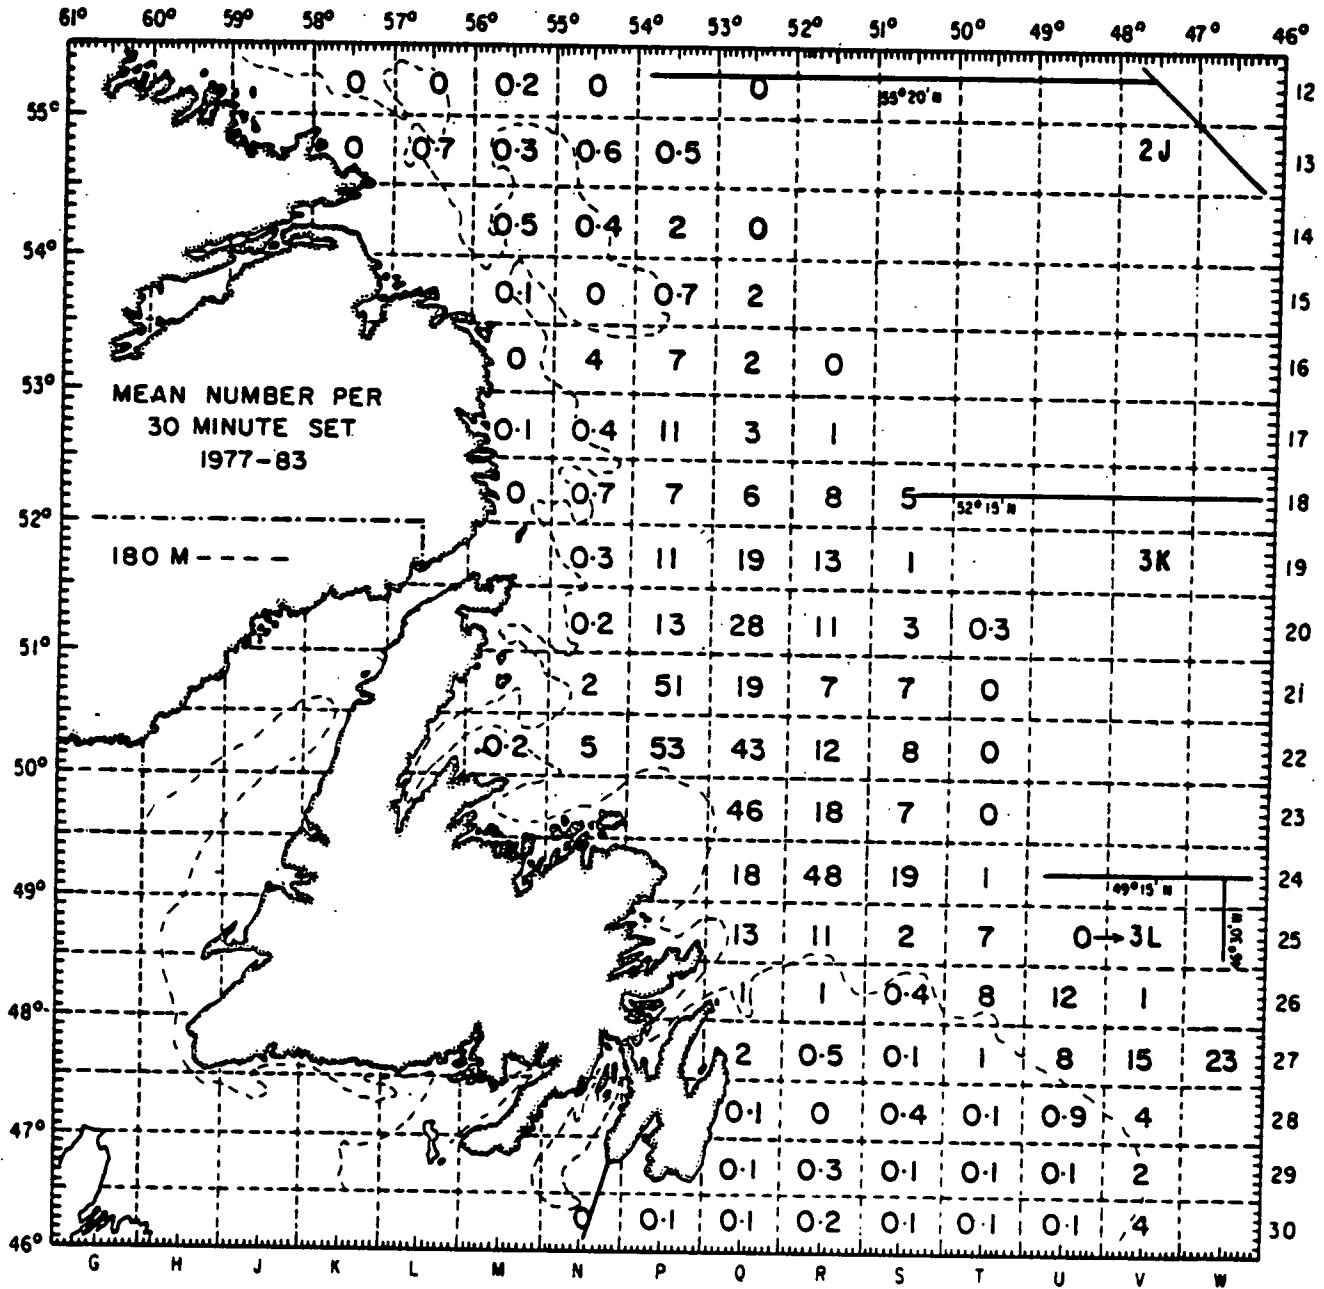 61° 60° 59° 58° 57° 56° 55° 54° 53° 52° 51° 50° 49° 48° 47° 46°
0 0 0.2 0 0 12
55°20'N
55°
0 0.7 0.3 0.6 0.5 2J 13
0.5 0.4 2 0 14
54°
0.1 0 0.7 2 15
0 4 7 2 0 16
53°
MEAN NUMBER PER
30 MINUTE SET
1977-83
0.1 0.4 11 3 1 17
0 0.7 7 6 8 5 18
52°15'N
52°
180 M ----
0.3 11 19 13 1 3K 19
0.2 13 28 11 3 0.3 20
51°
2 51 19 7 7 0 21
0.2 5 53 43 12 8 0 22
50°
46 18 7 0 23
18 48 19 1 24
49°15'N
49°
13 11 2 7 0→3L 25
46°30'N
1 1 0.4 8 12 1 26
48°
2 0.5 0.1 1 8 15 23 27
0.1 0 0.4 0.1 0.9 4 28
47°
0.1 0.3 0.1 0.1 0.1 2 29
0 0.1 0.1 0.2 0.1 0.1 0.1 4 30
46°
G H J K L M N P Q R S T U V W